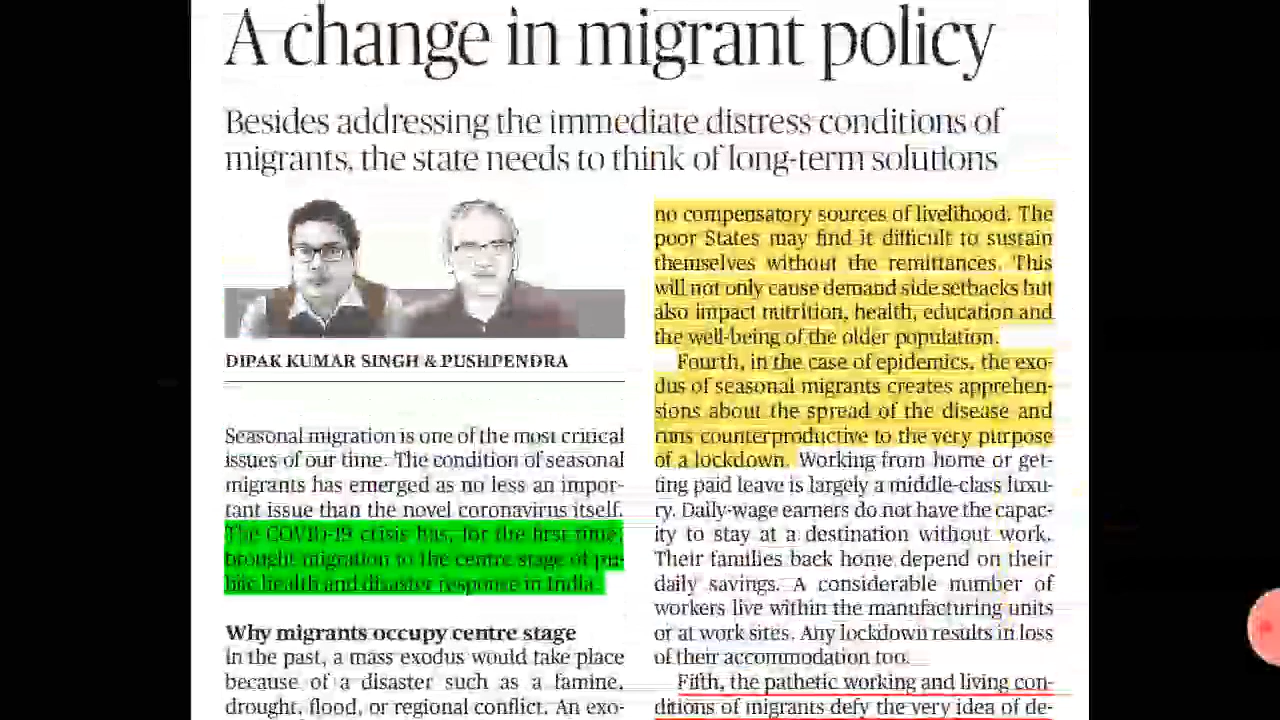 A change in migrant policy
Besides addressing the immediate distress conditions of
migrants, the state needs to think of long-term solutions
DIPAK KUMAR SINGH & PUSHPENDRA
Seasonal migration is one of the most critical
issues of our time. The condition of seasonal
migrants has emerged as no less an impor-
tant issue than the novel coronavirus itself.
The COVID-19 crisis has, for the first time,
brought migration to the centre stage of pu-
blic health and disaster response in India.
Why migrants occupy centre stage
In the past, a mass exodus would take place
because of a disaster such as a famine,
drought, flood, or regional conflict. An exo-
no compensatory sources of livelihood. The
poor States may find it difficult to sustain
themselves without the remittances. This
will not only cause demand side setbacks but
also impact nutrition, health, education and
the well-being of the older population.
Fourth, in the case of epidemics, the exo-
dus of seasonal migrants creates apprehen-
sions about the spread of the disease and
runs counterproductive to the very purpose
of a lockdown. Working from home or get-
ting paid leave is largely a middle-class luxu-
ry. Daily-wage earners do not have the capac-
ity to stay at a destination without work.
Their families back home depend on their
daily savings. A considerable number of
workers live within the manufacturing units
or at work sites. Any lockdown results in loss
of their accommodation too.
Fifth, the pathetic working and living con-
ditions of migrants defy the very idea of de-